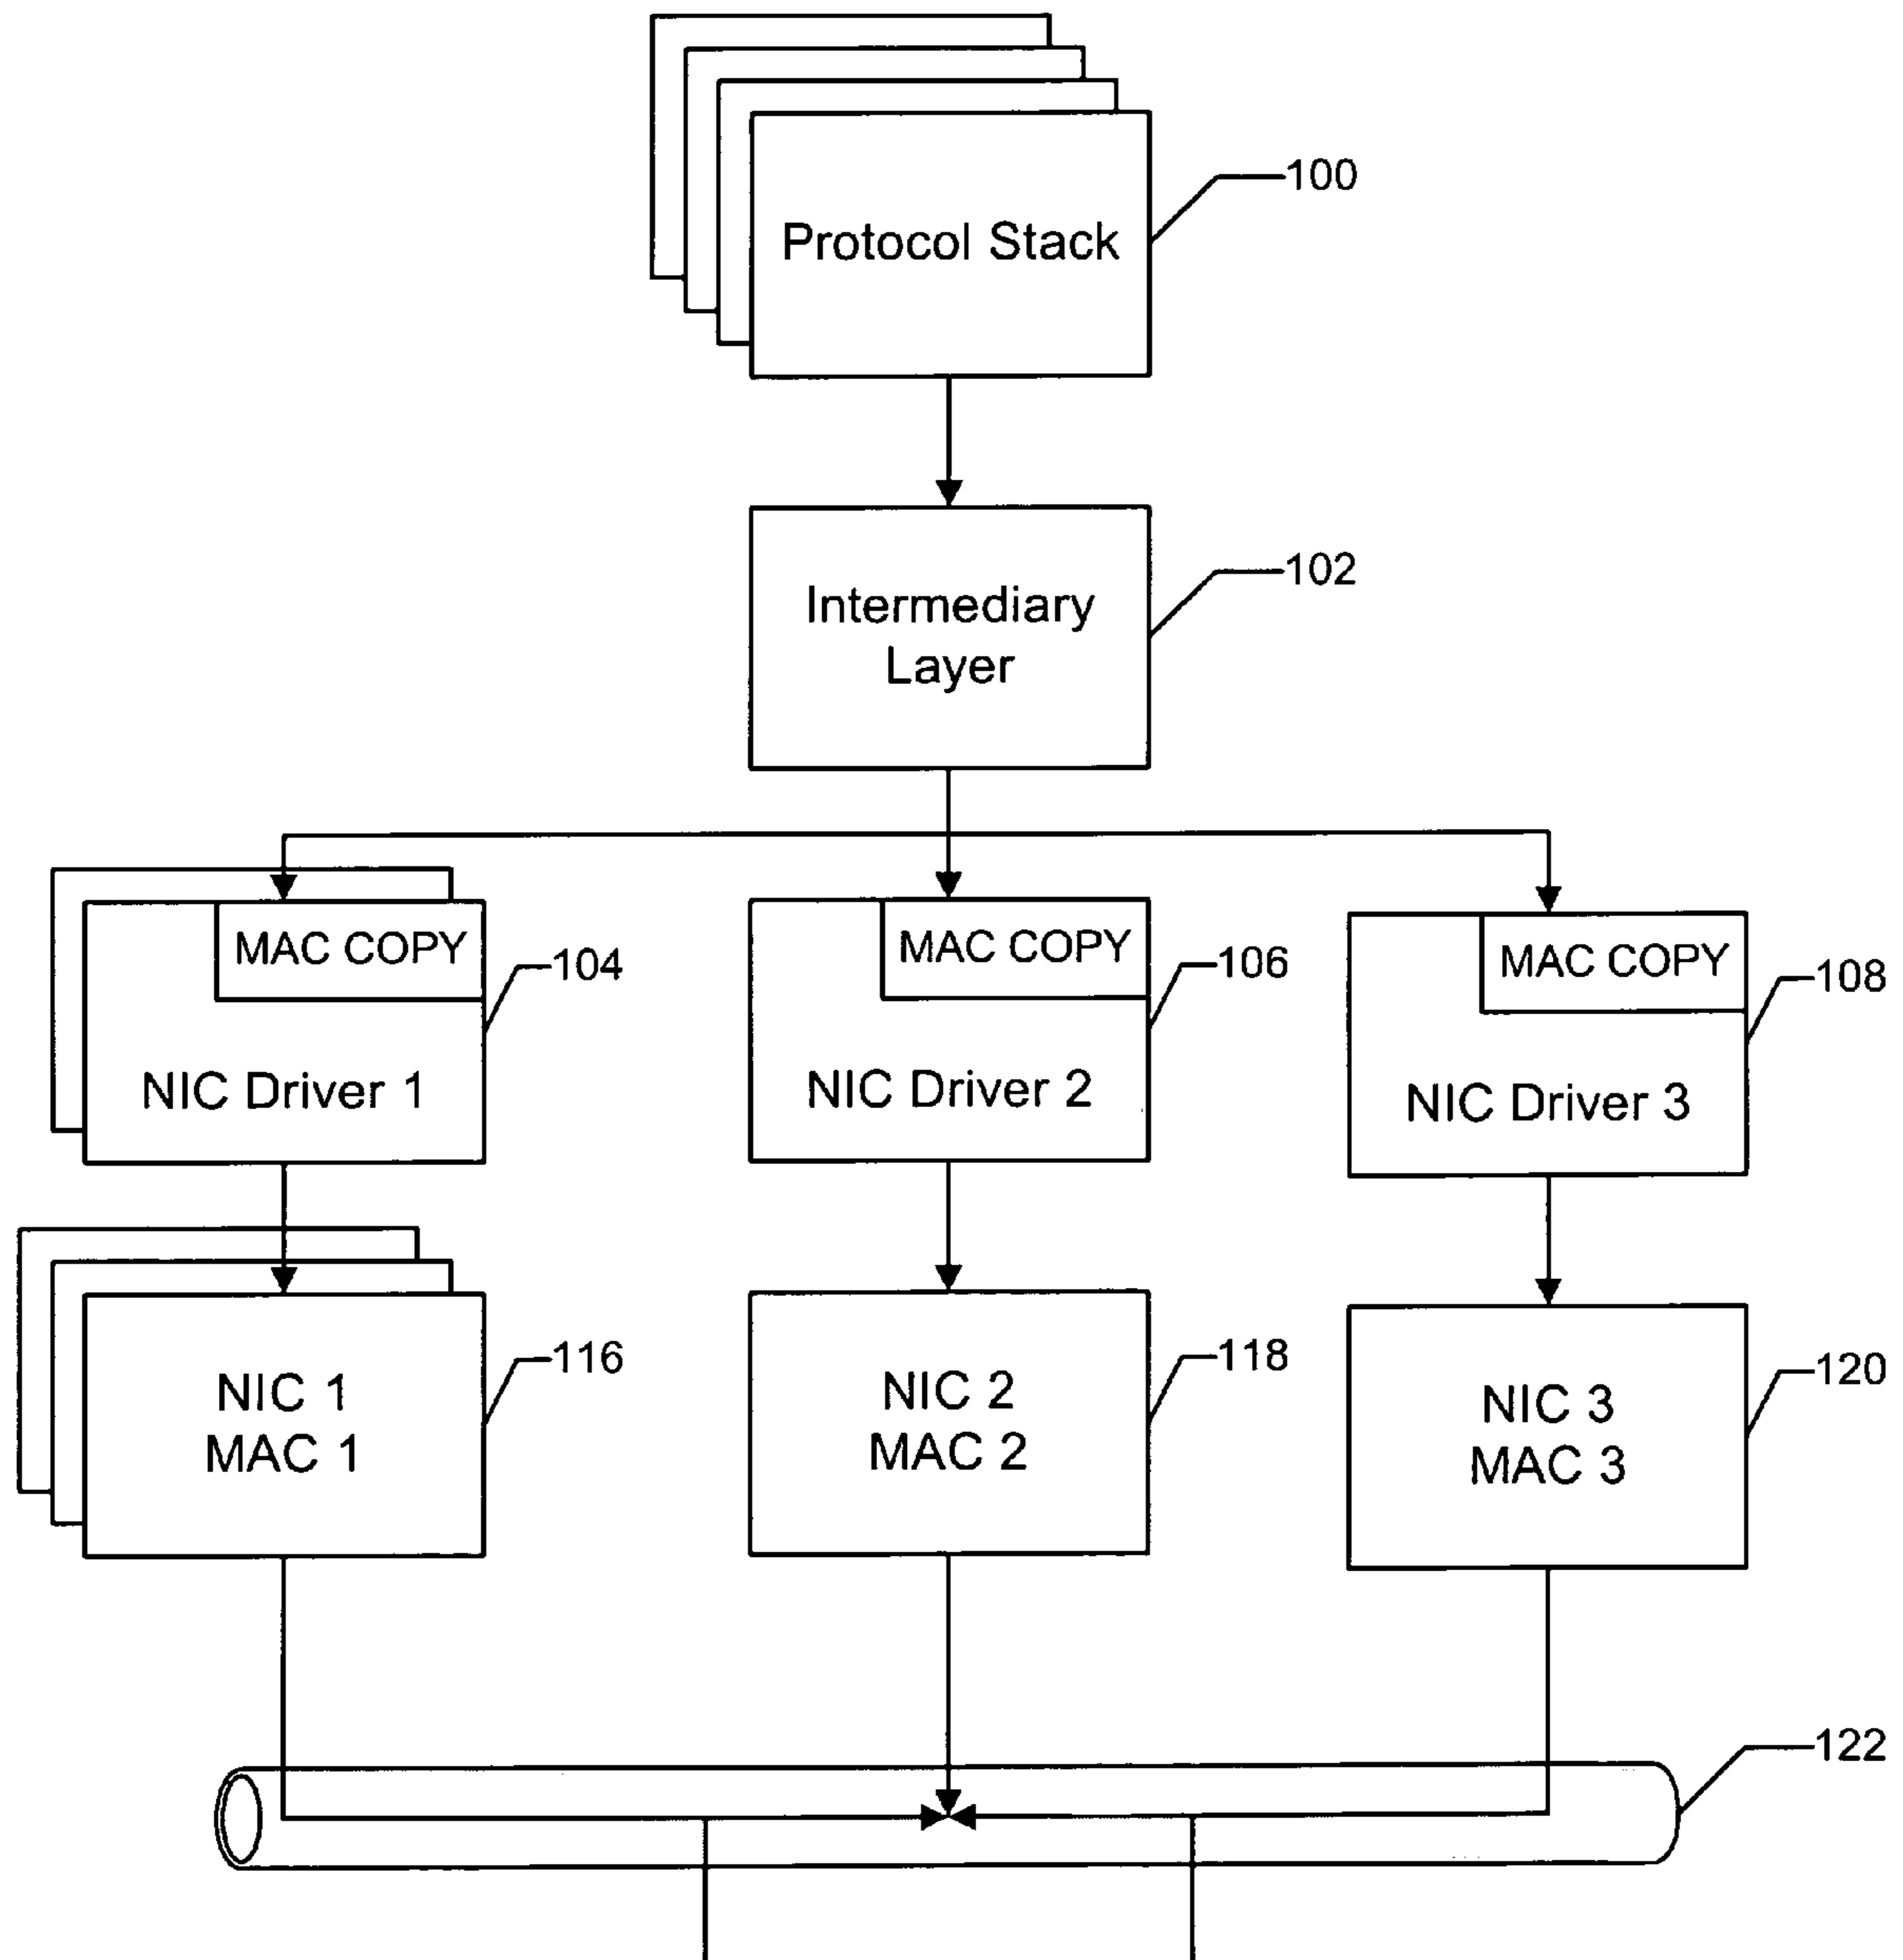 100
Protocol Stack
102
Intermediary
Layer
MAC COPY
104
NIC Driver 1
MAC COPY
106
NIC Driver 2
MAC COPY
108
NIC Driver 3
116
NIC 1
MAC 1
118
NIC 2
MAC 2
120
NIC 3
MAC 3
122